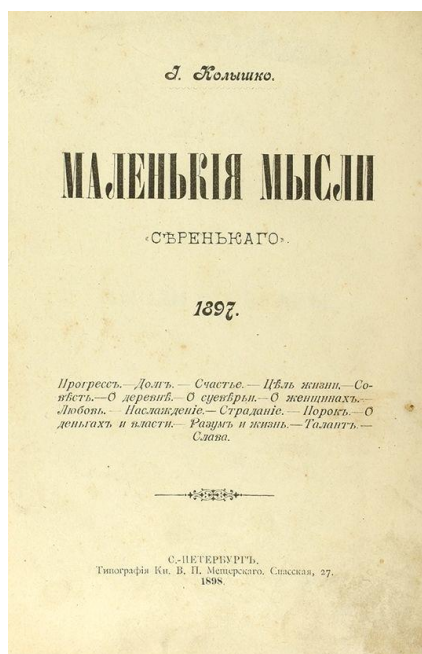 І. Колышко.
МАЛЕНЬКІЯ МЫСЛИ
«СѢРЕНЬКАГО».
1897.
Прогрессъ.—Долгъ.—Счастье.—Цѣль жизни.—Со-
вѣсть.—О деревнѣ.—О суевѣрьи.—О женщинахъ.—
Любовь.—Наслажденіе.—Страданіе.—Порокъ.—О
деньгахъ и власти.—Разумъ и жизнь.—Талантъ.—
Слава.
С.-ПЕТЕРБУРГЪ.
Типографія Кн. В. П. Мещерскаго. Спасская, 27.
1898.